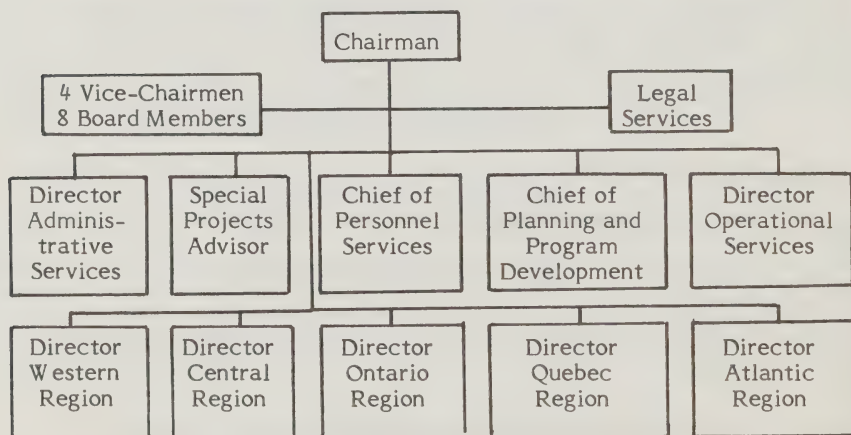 Chairman
4 Vice-Chairmen
8 Board Members
Legal
Services
Director
Adminis-
trative
Services
Special
Projects
Advisor
Chief of
Personnel
Services
Chief of
Planning and
Program
Development
Director
Operational
Services
Director
Western
Region
Director
Central
Region
Director
Ontario
Region
Director
Quebec
Region
Director
Atlantic
Region